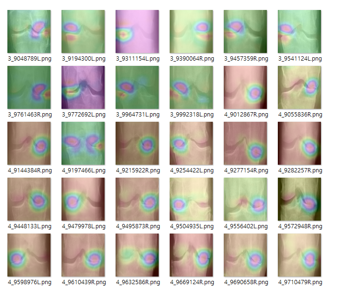 3_9048789L.png 3_9194300L.png 3_9311154L.png 3_9390064R.png 3_9457359R.png 3_9541124L.png
3_9761463R.png 3_9772692L.png 3_9964731L.png 3_9992318L.png 4_9012867R.png 4_9055836R.png
4_9144384R.png 4_9197466L.png 4_9215922R.png 4_9254422L.png 4_9277154R.png 4_9282257R.png
4_9448133L.png 4_9479978L.png 4_9495873R.png 4_9504935L.png 4_9556402L.png 4_9572948R.png
4_9598976L.png 4_9610439R.png 4_9632586R.png 4_9669124R.png 4_9690658R.png 4_9710479R.png